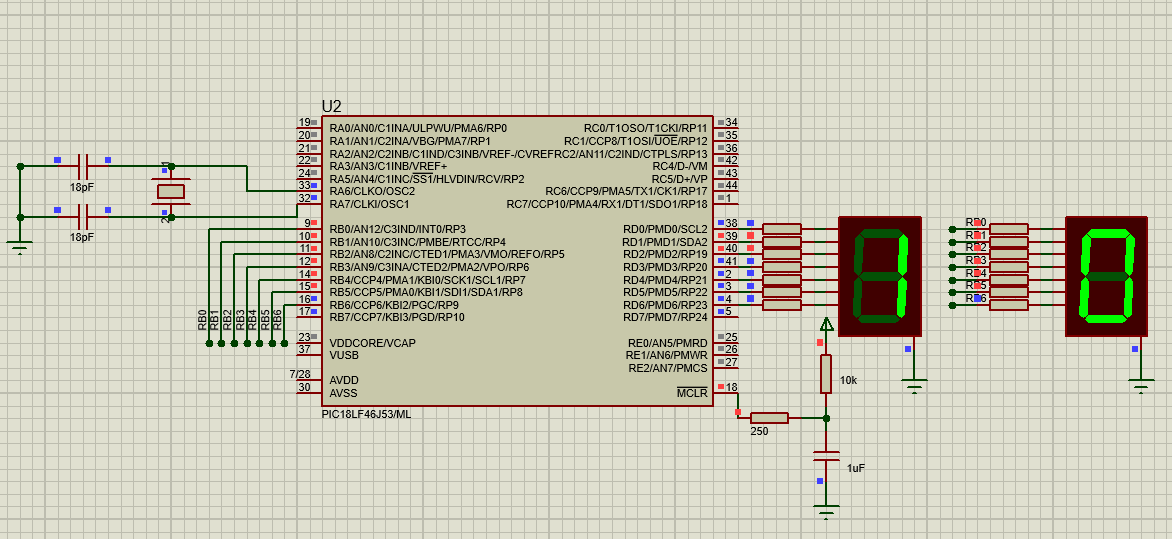 U2
19 RA0/AN0/C1INA/ULPWU/PMA6/RP0 RC0/T1OSO/T1CKI/RP11 34
20 RA1/AN1/C2INA/VBG/PMA7/RP1 RC1/CCP8/T1OSI/UOE/RP12 35
21 RA2/AN2/C2INB/C1IND/C3INB/VREF-/CVREF RC2/AN11/C2IND/CTPLS/RP13 36
22 RA3/AN3/C1INB/VREF+ RC4/D-/VM 42
24 RA5/AN4/C1INC/SS1/HLVDIN/RCV/RP2 RC5/D+/VP 43
33 RA6/CLKO/OSC2 RC6/CCP9/PMA5/TX1/CK1/RP17 44
32 RA7/CLKI/OSC1 RC7/CCP10/PMA4/RX1/DT1/SDO1/RP18 1
9 RB0/AN12/C3IND/INT0/RP3 RD0/PMD0/SCL2 38
10 RB1/AN10/C3INC/PMBE/RTCC/RP4 RD1/PMD1/SDA2 39
11 RB2/AN8/C2INC/CTED1/PMA3/VMO/REFO/RP5 RD2/PMD2/RP19 40
12 RB3/AN9/C3INA/CTED2/PMA2/VPO/RP6 RD3/PMD3/RP20 41
14 RB4/CCP4/PMA1/KBI0/SCK1/SCL1/RP7 RD4/PMD4/RP21 2
15 RB5/CCP5/PMA0/KBI1/SDI1/SDA1/RP8 RD5/PMD5/RP22 3
16 RB6/CCP6/KBI2/PGC/RP9 RD6/PMD6/RP23 4
17 RB7/CCP7/KBI3/PGD/RP10 RD7/PMD7/RP24 5
23 VDDCORE/VCAP RE0/AN5/PMRD 25
37 VUSB RE1/AN6/PMWR 26
RE2/AN7/PMCS 27
7/28 AVDD
30 AVSS MCLR 18
PIC18LF46J53/ML
18pF
18pF
1
2
RB0
RB1
RB2
RB3
RB4
RB5
RB6
10k
250
1uF
RB0
RB1
RB2
RB3
RB4
RB5
RB6
1
0